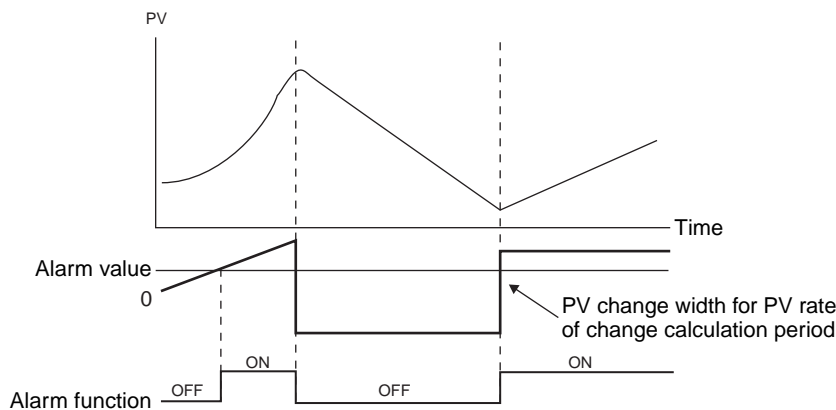 PV
Time
Alarm value
0
PV change width for PV rate
of change calculation period
ON
ON
OFF
OFF
Alarm function